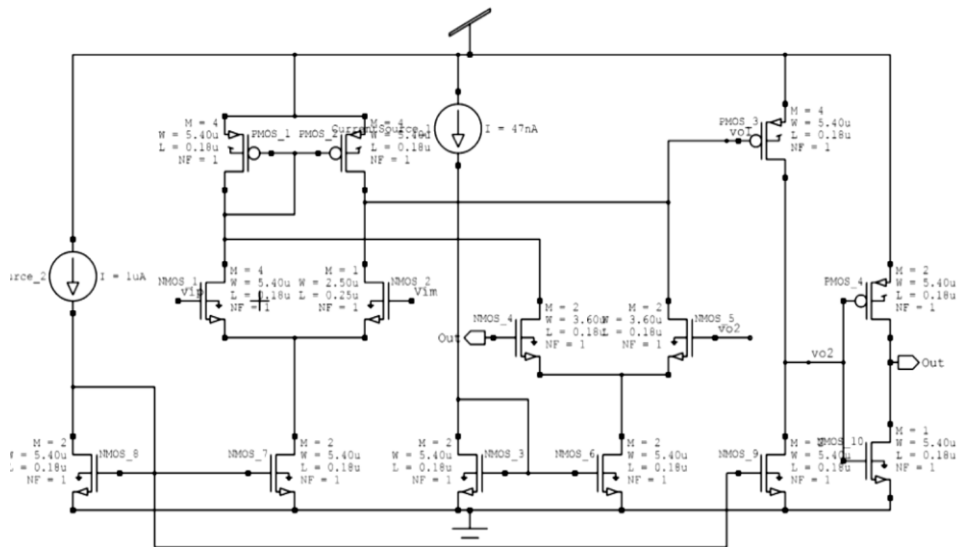 M = 4
W = 5.40u
L = 0.18u
NF = 1
PMOS_1
PMOS_2
CurrentSource_1
M = 4
W = 5.40u
L = 0.18u
NF = 1
I = 47nA
M = 4
W = 5.40u
L = 0.18u
NF = 1
PMOS_3
vo1
urce_2
I = 1uA
NMOS_1
vip
M = 4
W = 5.40u
L = 0.18u
NF = 1
M = 1
W = 2.50u
L = 0.25u
NF = 1
NMOS_2
Vim
PMOS_4
M = 2
W = 5.40u
L = 0.18u
NF = 1
NMOS_4
Out
M = 2
W = 3.60u
L = 0.18u
NF = 1
M = 2
W = 3.60u
L = 0.18u
NF = 1
NMOS_5
vo2
vo2
Out
M = 2
W = 5.40u
L = 0.18u
NF = 1
NMOS_8
NMOS_7
M = 2
W = 5.40u
L = 0.18u
NF = 1
M = 2
W = 5.40u
L = 0.18u
NF = 1
NMOS_3
NMOS_6
M = 2
W = 5.40u
L = 0.18u
NF = 1
NMOS_9
W = 5.40u
L = 0.18u
NF = 1
NMOS_10
M = 1
W = 5.40u
L = 0.18u
NF = 1